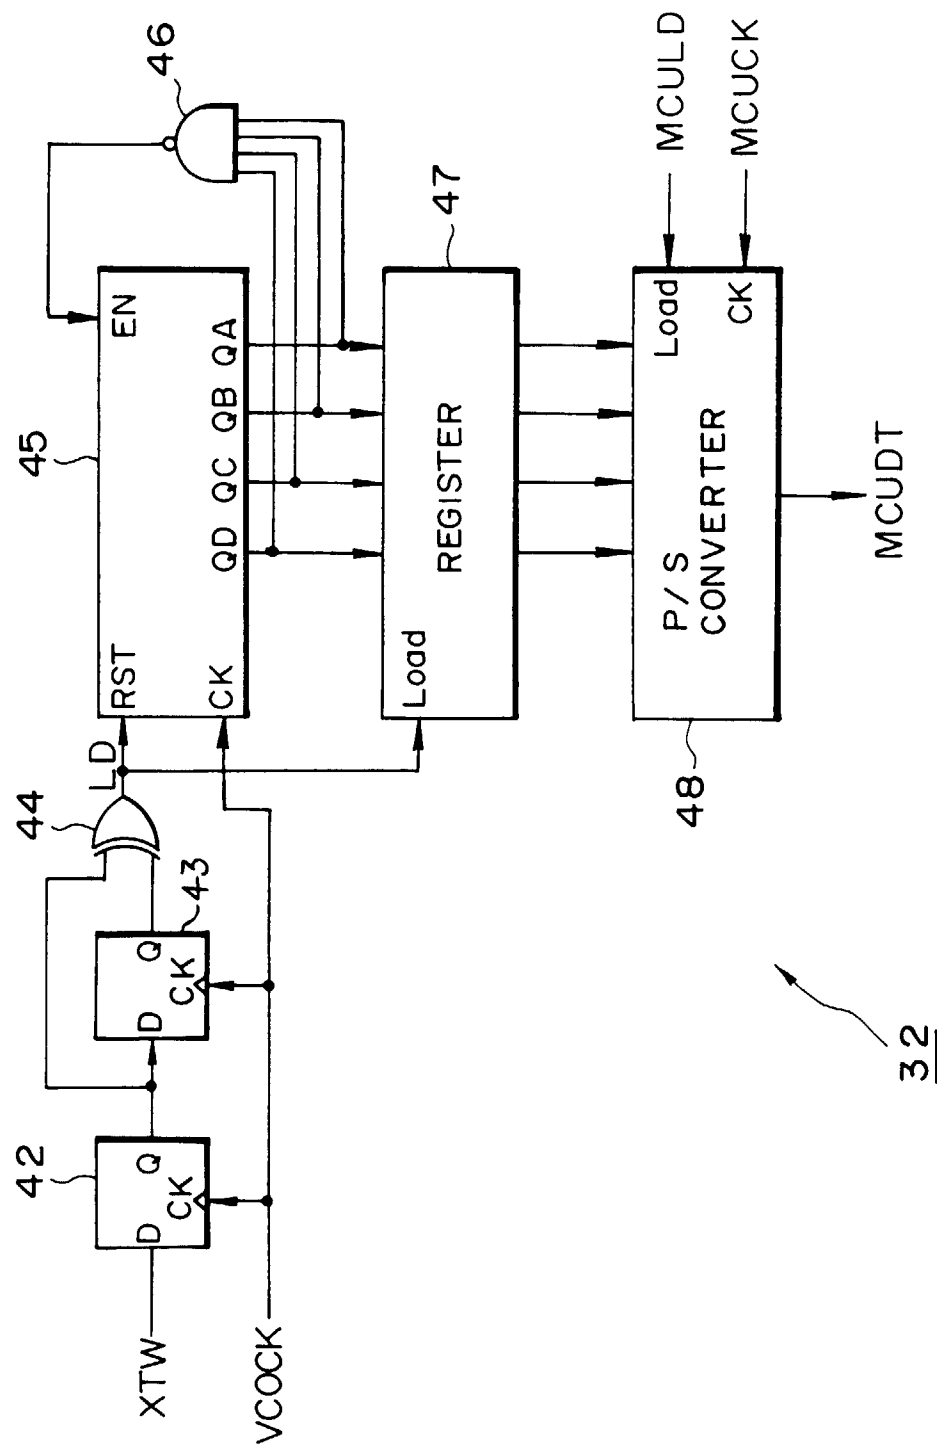 42
43
44
45
46
XTW
D
Q
CK
D
Q
CK
LD
RST
EN
CK
QD
QC
QB
QA
VCOCK
47
Load
REGISTER
48
P/S
CONVERTER
Load
CK
MCULD
MCUCK
MCUDT
32